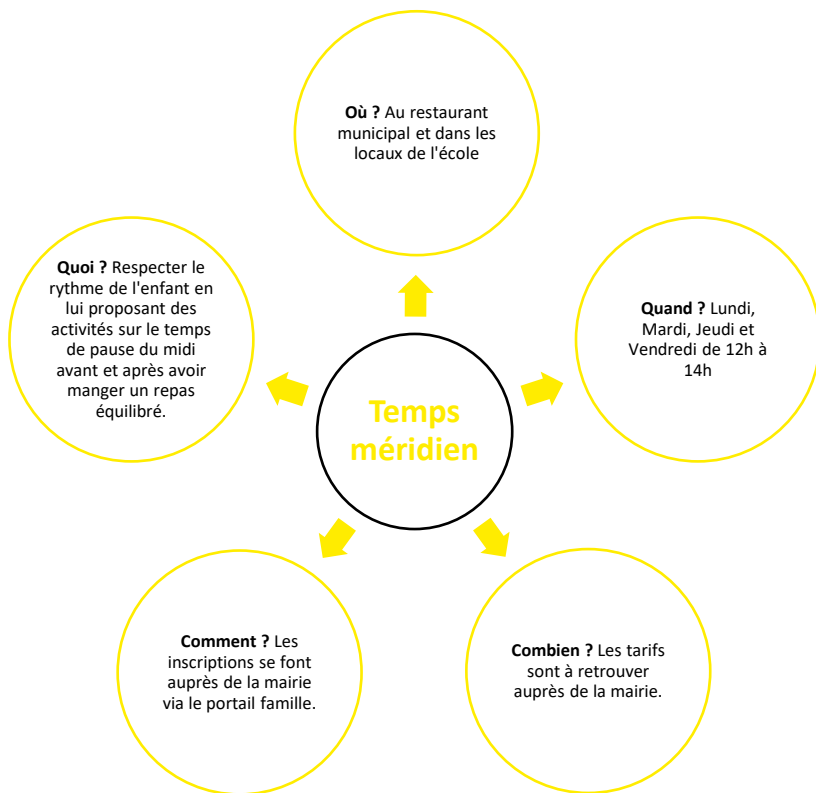 Où ? Au restaurant
municipal et dans les
locaux de l'école
Quoi ? Respecter le
rythme de l'enfant en
lui proposant des
activités sur le temps
de pause du midi
avant et après avoir
manger un repas
équilibré.
Quand ? Lundi,
Mardi, Jeudi et
Vendredi de 12h à
14h
Temps
méridien
Comment ? Les
inscriptions se font
auprès de la mairie
via le portail famille.
Combien ? Les tarifs
sont à retrouver
auprès de la mairie.